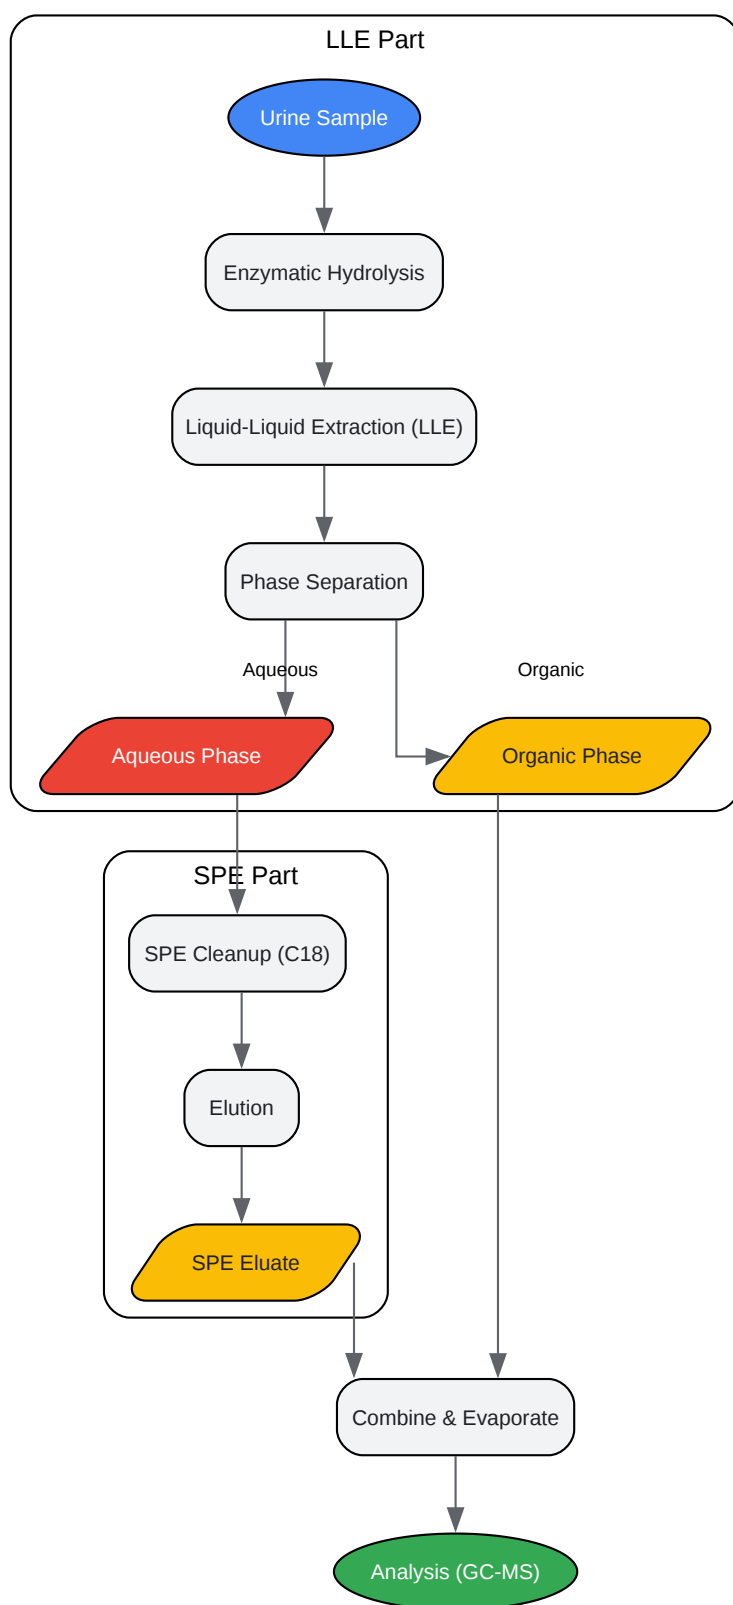 LLE Part
Urine Sample
Enzymatic Hydrolysis
Liquid-Liquid Extraction (LLE)
Phase Separation
Aqueous
Organic
Aqueous Phase
Organic Phase
SPE Part
SPE Cleanup (C18)
Elution
SPE Eluate
Combine & Evaporate
Analysis (GC-MS)